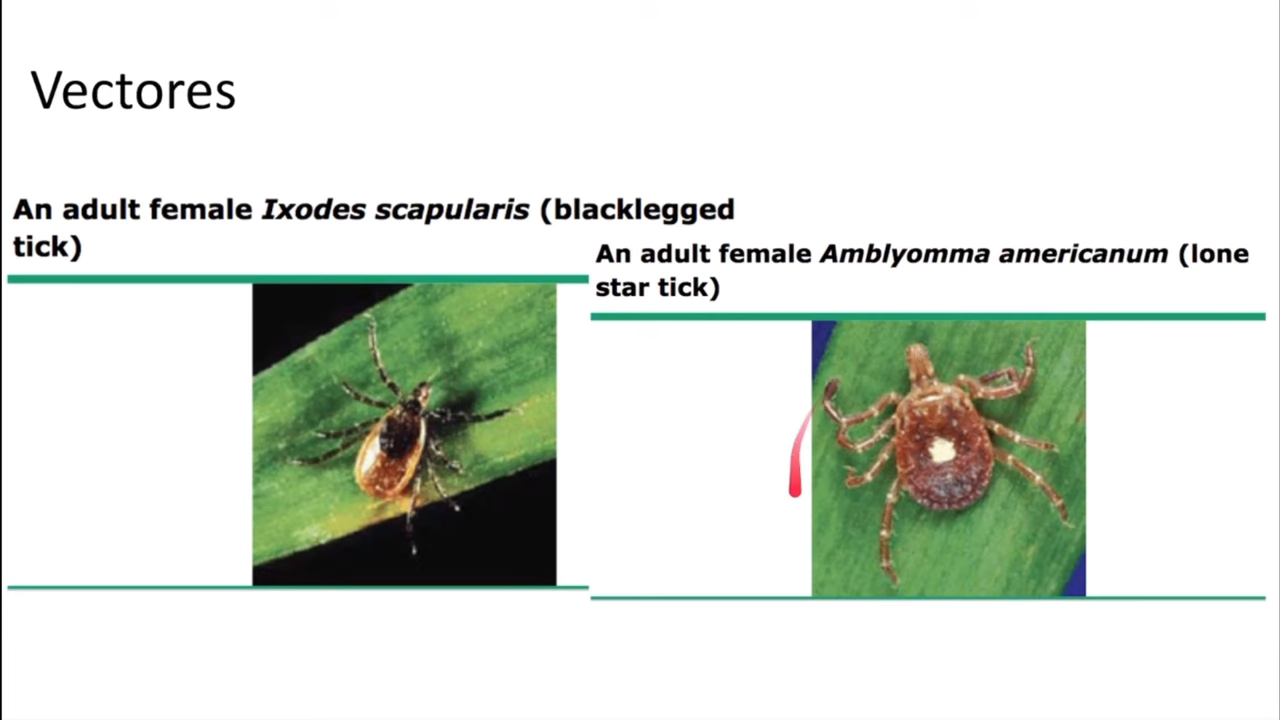 Vectores
An adult female Ixodes scapularis (blacklegged
tick)
An adult female Amblyomma americanum (lone
star tick)